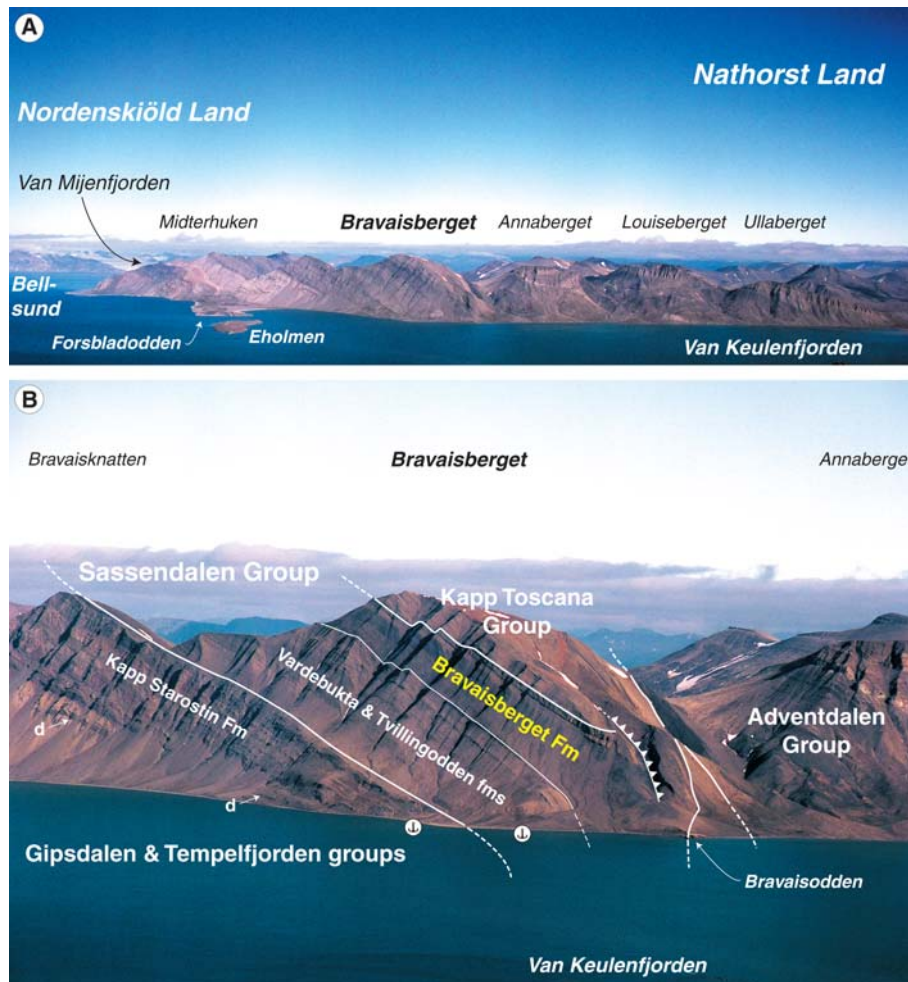 A
Nathorst Land
Nordenskiöld Land
Van Mijenfjorden
Midterhuken
Bravaisberget
Annaberget
Louiseberget
Ullaberget
Bell-
sund
Forsbladodden
Eholmen
Van Keulenfjorden
B
Bravaisknatten
Bravaisberget
Annaberge
Sassendalen Group
Kapp Toscana
Group
Kapp Starostin Fm
Vardebukta & Tvillingodden fms
Bravaisberget Fm
Adventdalen
Group
d
d
Gipsdalen & Tempelfjorden groups
Bravaisodden
Van Keulenfjorden